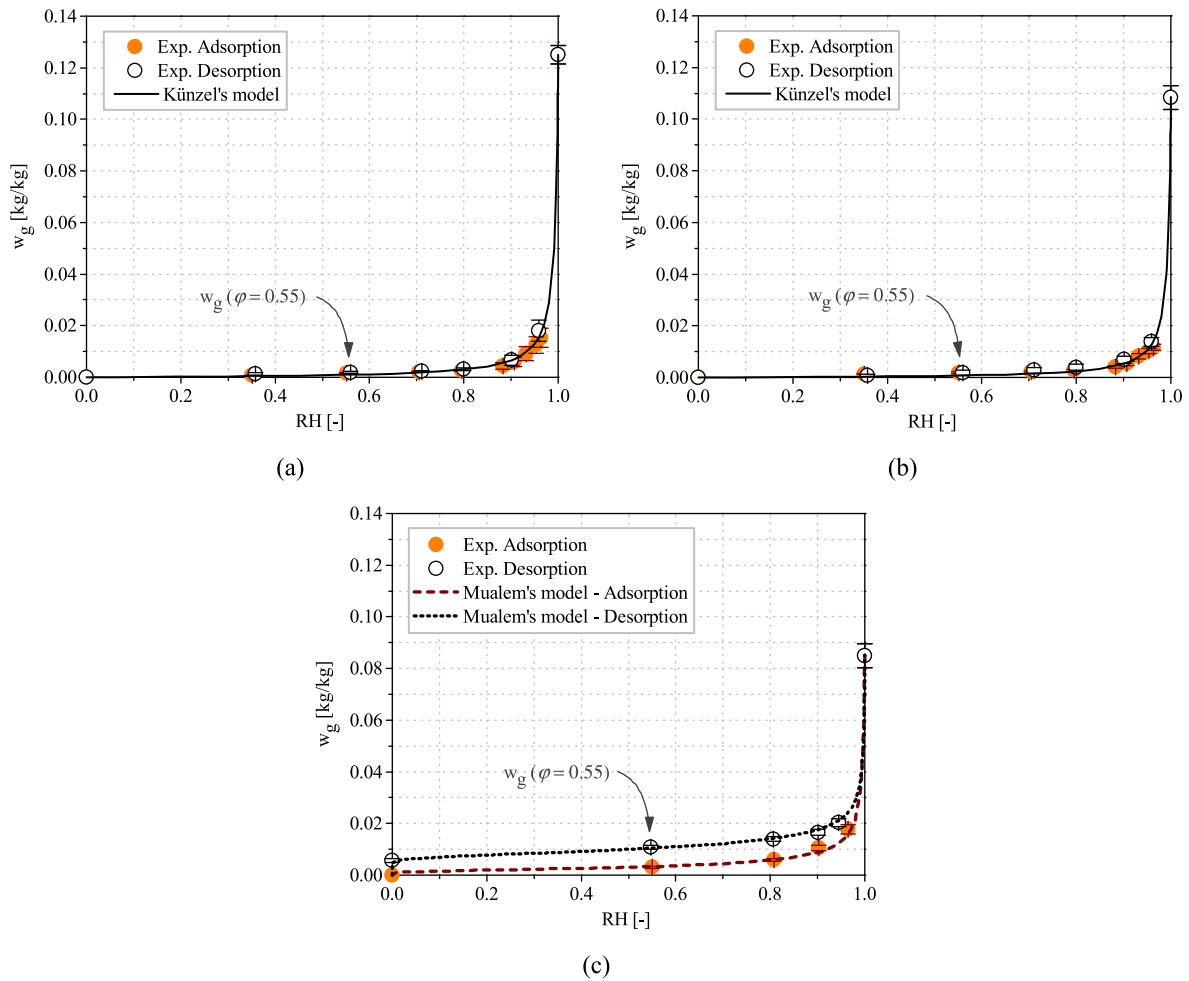 0.14
0.12
0.10
0.08
0.06
0.04
0.02
0.00
w_g [kg/kg]
Exp. Adsorption
Exp. Desorption
Künzel's model
w_g (φ = 0.55)
0.0 0.2 0.4 0.6 0.8 1.0
RH [-]
(a)
0.14
0.12
0.10
0.08
0.06
0.04
0.02
0.00
w_g [kg/kg]
Exp. Adsorption
Exp. Desorption
Künzel's model
w_g (φ = 0.55)
0.0 0.2 0.4 0.6 0.8 1.0
RH [-]
(b)
0.14
0.12
0.10
0.08
0.06
0.04
0.02
0.00
w_g [kg/kg]
Exp. Adsorption
Exp. Desorption
Mualem's model - Adsorption
Mualem's model - Desorption
w_g (φ = 0.55)
0.0 0.2 0.4 0.6 0.8 1.0
RH [-]
(c)